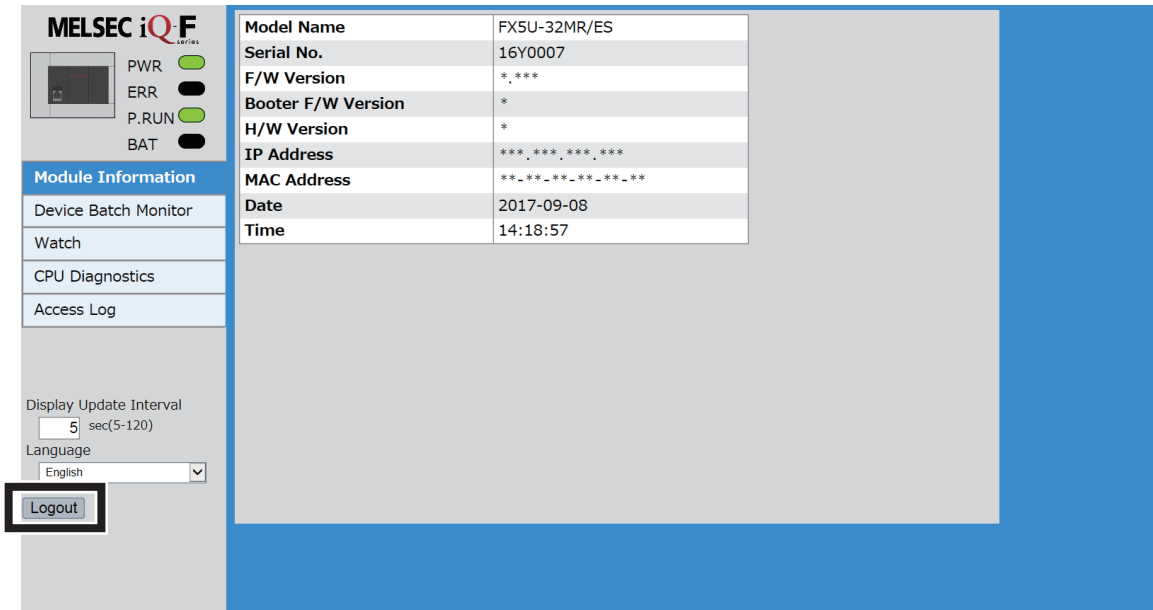 MELSEC iQ-F
series
PWR
ERR
P.RUN
BAT
Module Information
Device Batch Monitor
Watch
CPU Diagnostics
Access Log
Display Update Interval
5 sec(5-120)
Language
English
Logout
Model Name FX5U-32MR/ES
Serial No. 16Y0007
F/W Version *.***
Booter F/W Version *
H/W Version *
IP Address ***.***.***.***
MAC Address **-**-**-**-**-**
Date 2017-09-08
Time 14:18:57